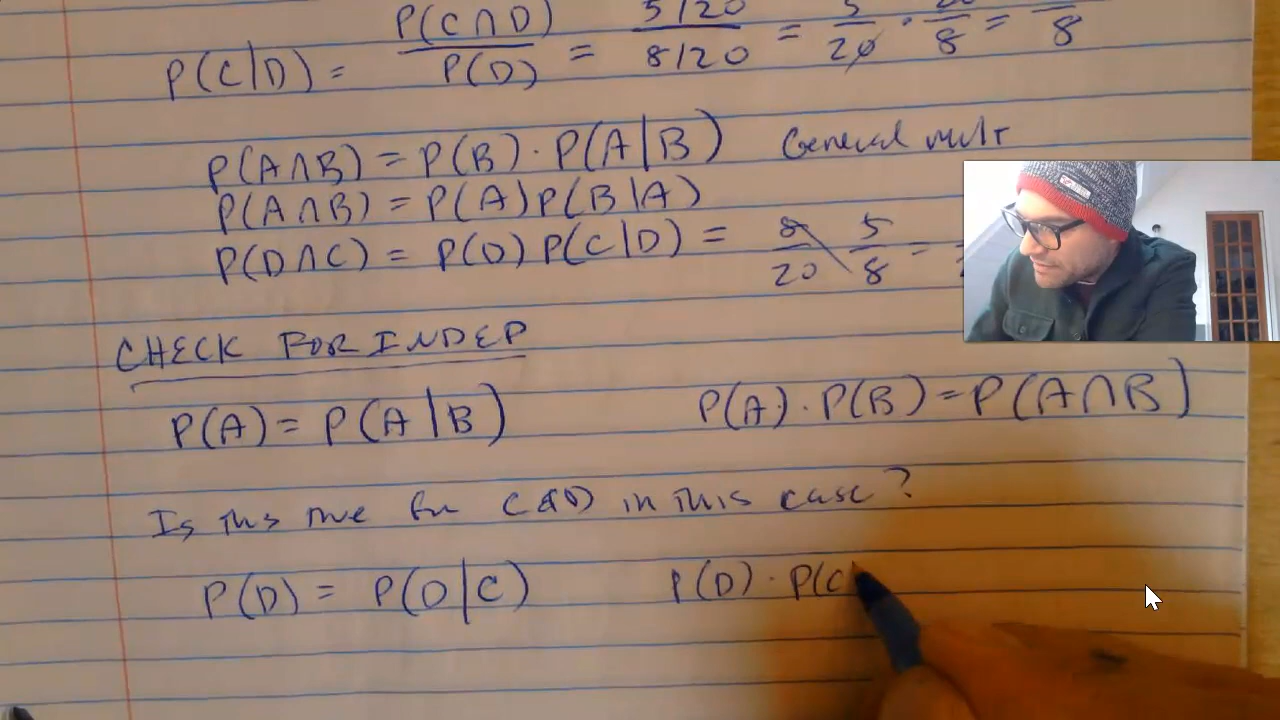 P(C∩D) 5/20 5 20
P(C|D) = P(D) = 8/20 = 20 · 8 = 8
P(A∩B) = P(B) · P(A|B) General mult
P(A∩B) = P(A)P(B|A)
P(D∩C) = P(D)P(C|D) = 8/20 5/8 =
CHECK FOR INDEP
P(A) = P(A|B) P(A) · P(B) = P(A∩B)
Is this true for C & D in this case?
P(D) = P(D|C) P(D) · P(C